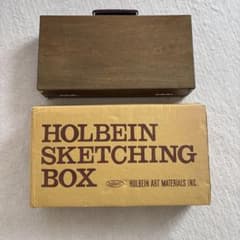 HOLBEIN
SKETCHING
BOX
HOLBEIN ART MATERIALS INC.